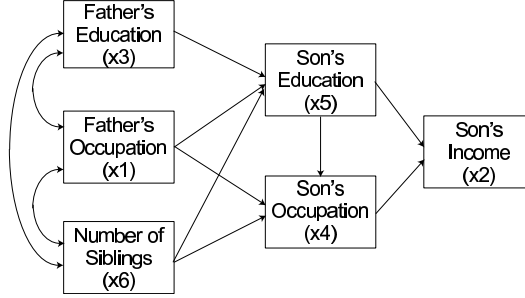 Father's
Education
(x3)
Father's
Occupation
(x1)
Number of
Siblings
(x6)
Son's
Education
(x5)
Son's
Occupation
(x4)
Son's
Income
(x2)